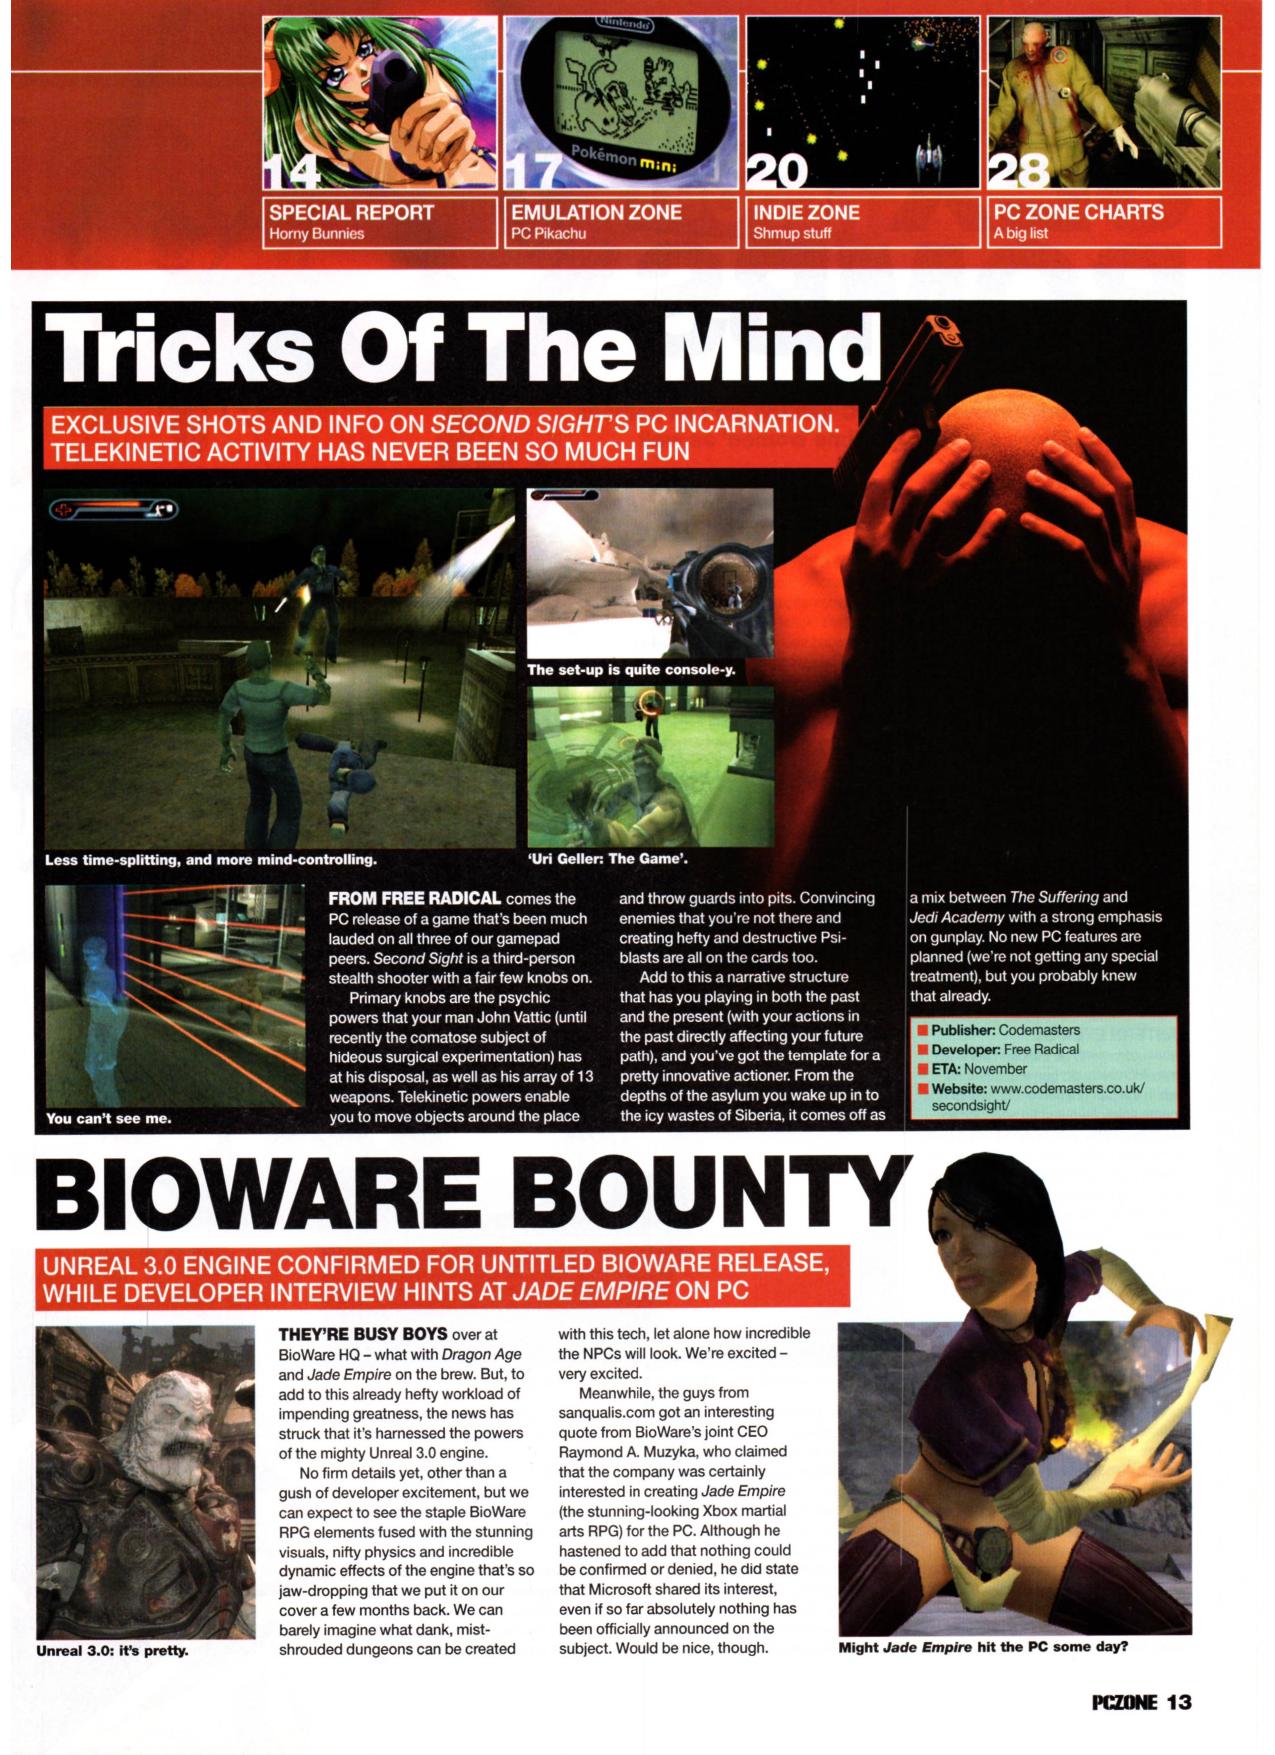 Nintendo
Pokémon mini
14
17
20
28
SPECIAL REPORT
Horny Bunnies
EMULATION ZONE
PC Pikachu
INDIE ZONE
Shmup stuff
PC ZONE CHARTS
A big list
Tricks Of The Mind
EXCLUSIVE SHOTS AND INFO ON SECOND SIGHT'S PC INCARNATION.
TELEKINETIC ACTIVITY HAS NEVER BEEN SO MUCH FUN
The set-up is quite console-y.
Less time-splitting, and more mind-controlling.
'Uri Geller: The Game'.
You can't see me.
FROM FREE RADICAL comes the
PC release of a game that's been much
lauded on all three of our gamepad
peers. Second Sight is a third-person
stealth shooter with a fair few knobs on.
Primary knobs are the psychic
powers that your man John Vattic (until
recently the comatose subject of
hideous surgical experimentation) has
at his disposal, as well as his array of 13
weapons. Telekinetic powers enable
you to move objects around the place
and throw guards into pits. Convincing
enemies that you're not there and
creating hefty and destructive Psi-
blasts are all on the cards too.
Add to this a narrative structure
that has you playing in both the past
and the present (with your actions in
the past directly affecting your future
path), and you've got the template for a
pretty innovative actioner. From the
depths of the asylum you wake up in to
the icy wastes of Siberia, it comes off as
a mix between The Suffering and
Jedi Academy with a strong emphasis
on gunplay. No new PC features are
planned (we're not getting any special
treatment), but you probably knew
that already.
Publisher: Codemasters
Developer: Free Radical
ETA: November
Website: www.codemasters.co.uk/
secondsight/
BIOWARE BOUNTY
UNREAL 3.0 ENGINE CONFIRMED FOR UNTITLED BIOWARE RELEASE,
WHILE DEVELOPER INTERVIEW HINTS AT JADE EMPIRE ON PC
Unreal 3.0: it's pretty.
THEY'RE BUSY BOYS over at
BioWare HQ – what with Dragon Age
and Jade Empire on the brew. But, to
add to this already hefty workload of
impending greatness, the news has
struck that it's harnessed the powers
of the mighty Unreal 3.0 engine.
No firm details yet, other than a
gush of developer excitement, but we
can expect to see the staple BioWare
RPG elements fused with the stunning
visuals, nifty physics and incredible
dynamic effects of the engine that's so
jaw-dropping that we put it on our
cover a few months back. We can
barely imagine what dank, mist-
shrouded dungeons can be created
with this tech, let alone how incredible
the NPCs will look. We're excited –
very excited.
Meanwhile, the guys from
sanqualis.com got an interesting
quote from BioWare's joint CEO
Raymond A. Muzyka, who claimed
that the company was certainly
interested in creating Jade Empire
(the stunning-looking Xbox martial
arts RPG) for the PC. Although he
hastened to add that nothing could
be confirmed or denied, he did state
that Microsoft shared its interest,
even if so far absolutely nothing has
been officially announced on the
subject. Would be nice, though.
Might Jade Empire hit the PC some day?
PCZONE 13